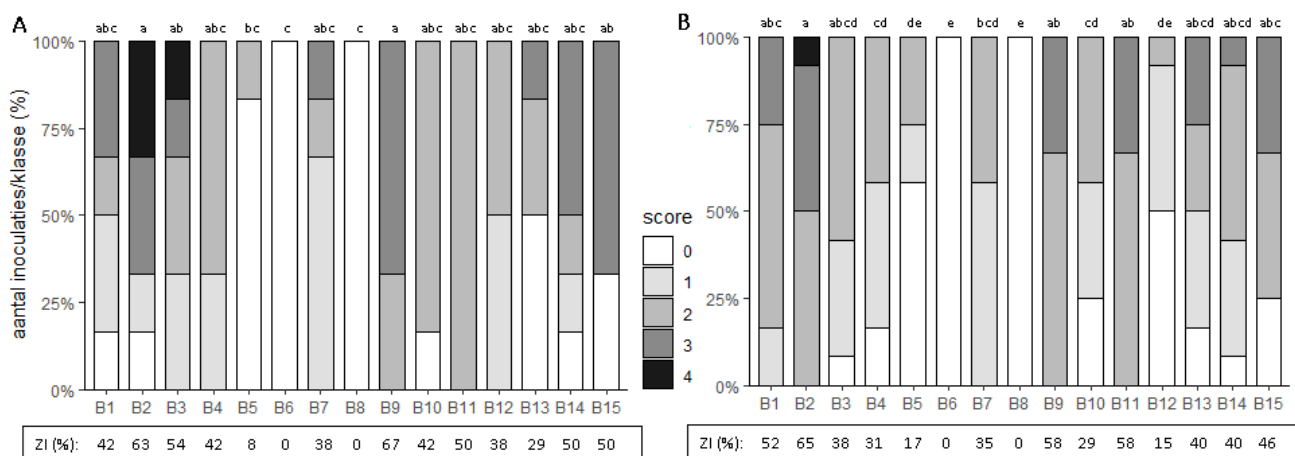 A
abc a ab abc bc c abc c a abc abc abc abc abc ab
aantal inoculaties/klasse (%)
100%
75%
50%
25%
0%
B1 B2 B3 B4 B5 B6 B7 B8 B9 B10 B11 B12 B13 B14 B15
ZI (%): 42 63 54 42 8 0 38 0 67 42 50 38 29 50 50
score
0
1
2
3
4
B
abc a abcd cd de e bcd e ab cd ab de abcd abcd abc
100%
75%
50%
25%
0%
B1 B2 B3 B4 B5 B6 B7 B8 B9 B10 B11 B12 B13 B14 B15
ZI (%): 52 65 38 31 17 0 35 0 58 29 58 15 40 40 46